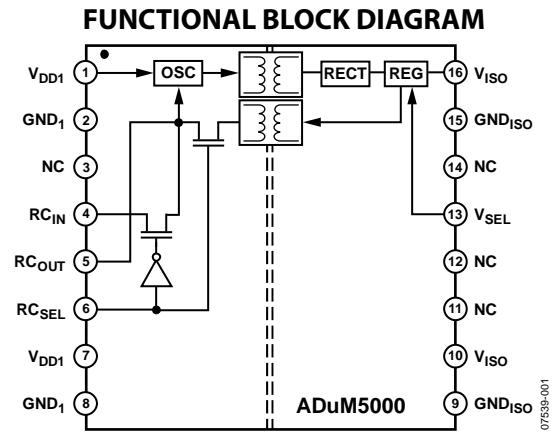 FUNCTIONAL BLOCK DIAGRAM
VDD1 1 OSC RECT REG 16 VISO
GND1 2 15 GNDISO
NC 3 14 NC
RCIN 4 13 VSEL
RCOUT 5 12 NC
RCSEL 6 11 NC
VDD1 7 10 VISO
GND1 8 ADuM5000 9 GNDISO
07539-001